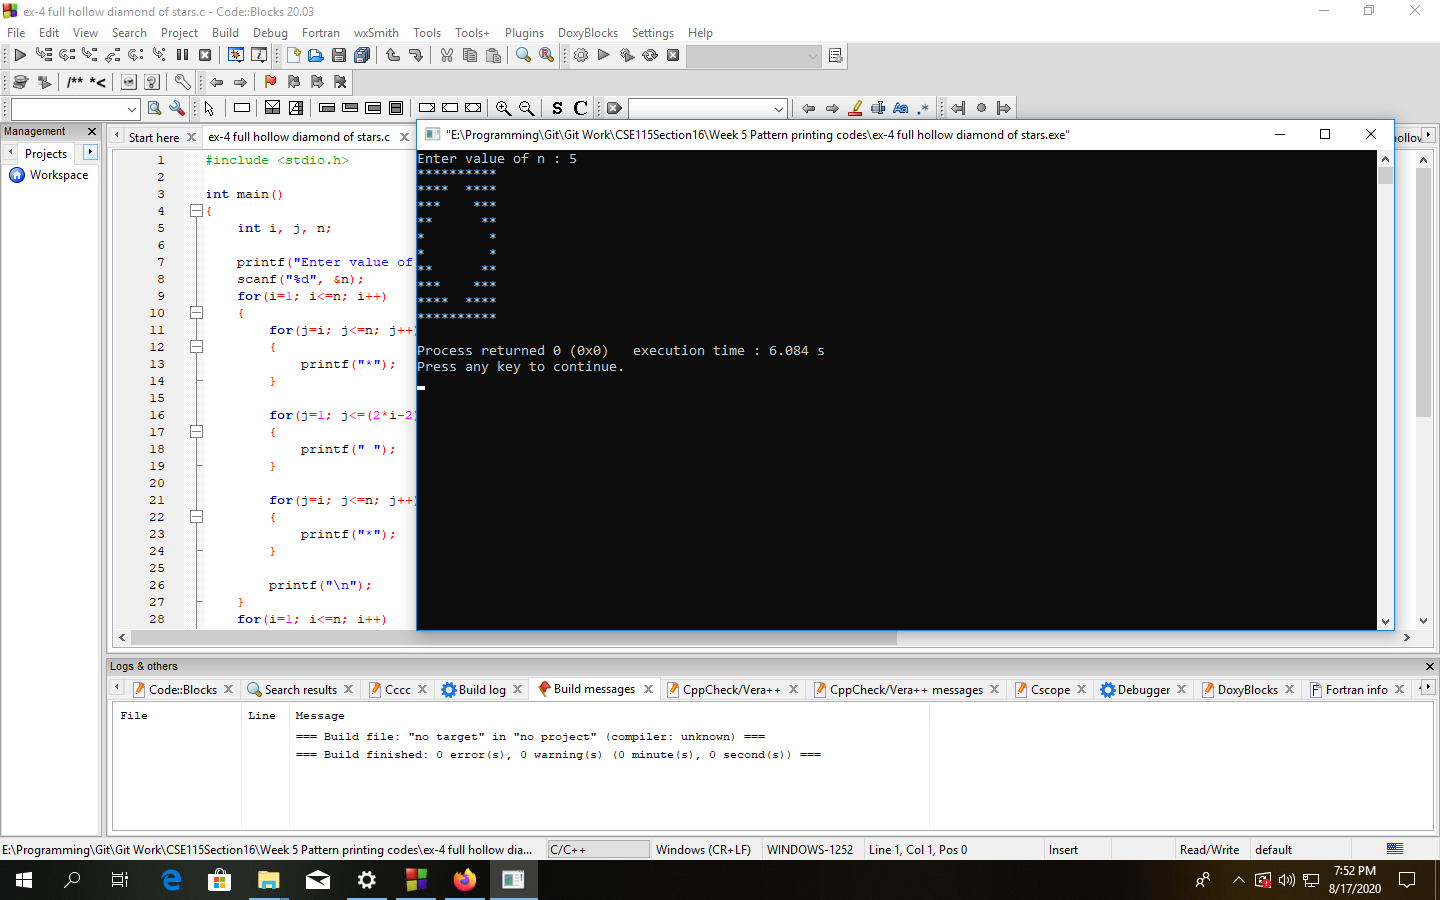 ex-4 full hollow diamond of stars.c - Code::Blocks 20.03
File Edit View Search Project Build Debug Fortran wxSmith Tools Tools+ Plugins DoxyBlocks Settings Help
/** *<
S C
Aa .*
Management
Projects
Workspace
Start here
ex-4 full hollow diamond of stars.c
1 #include <stdio.h>
2
3 int main()
4 {
5     int i, j, n;
6
7     printf("Enter value of
8     scanf("%d", &n);
9     for(i=1; i<=n; i++)
10     {
11         for(j=i; j<=n; j++)
12         {
13             printf("*");
14         }
15
16         for(j=1; j<=(2*i-2)
17         {
18             printf(" ");
19         }
20
21         for(j=i; j<=n; j++)
22         {
23             printf("*");
24         }
25
26         printf("\n");
27     }
28     for(i=1; i<=n; i++)
"E:\Programming\Git\Git Work\CSE115Section16\Week 5 Pattern printing codes\ex-4 full hollow diamond of stars.exe"
Enter value of n : 5
**********
****  ****
***    ***
**      **
*        *
*        *
**      **
***    ***
****  ****
**********
Process returned 0 (0x0)   execution time : 6.084 s
Press any key to continue.
Logs & others
Code::Blocks
Search results
Cccc
Build log
Build messages
CppCheck/Vera++
CppCheck/Vera++ messages
Cscope
Debugger
DoxyBlocks
Fortran info
File Line Message
=== Build file: "no target" in "no project" (compiler: unknown) ===
=== Build finished: 0 error(s), 0 warning(s) (0 minute(s), 0 second(s)) ===
E:\Programming\Git\Git Work\CSE115Section16\Week 5 Pattern printing codes\ex-4 full hollow dia... C/C++ Windows (CR+LF) WINDOWS-1252 Line 1, Col 1, Pos 0 Insert Read/Write default
7:52 PM
8/17/2020